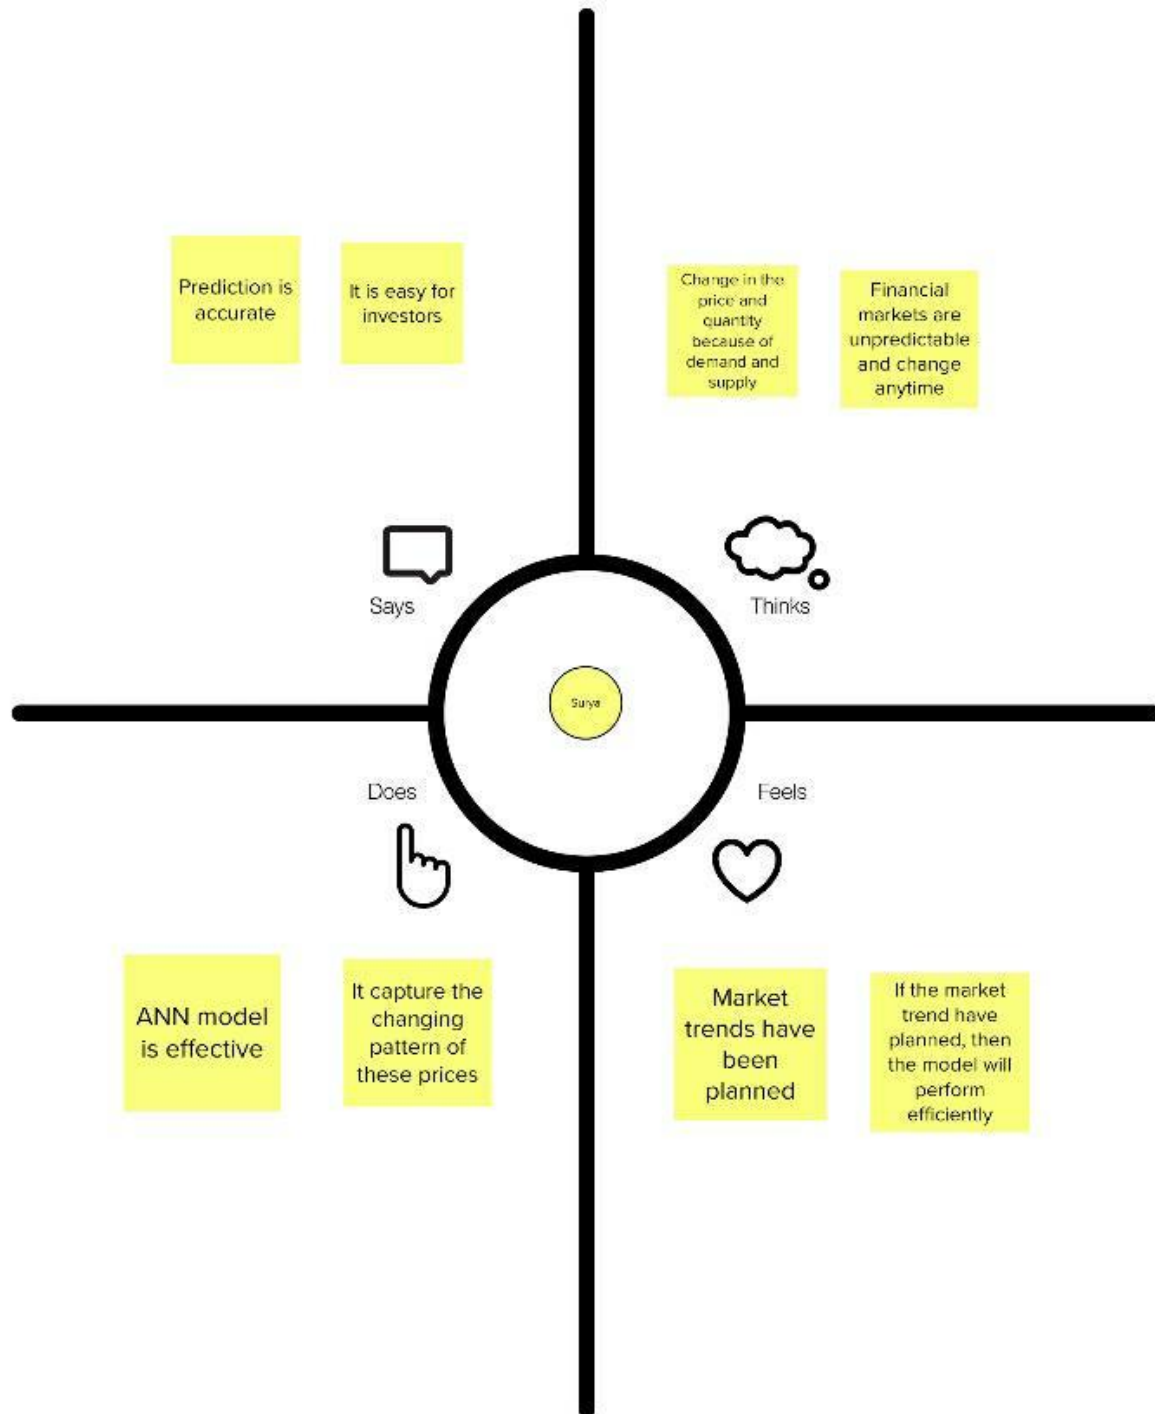 Prediction is
accurate
It is easy for
investors
Change in the
price and
quantity
because of
demand and
supply
Financial
markets are
unpredictable
and change
anytime
Says
Thinks
Surya
Does
Feels
ANN model
is effective
It capture the
changing
pattern of
these prices
Market
trends have
been
planned
If the market
trend have
planned, then
the model will
perform
efficiently